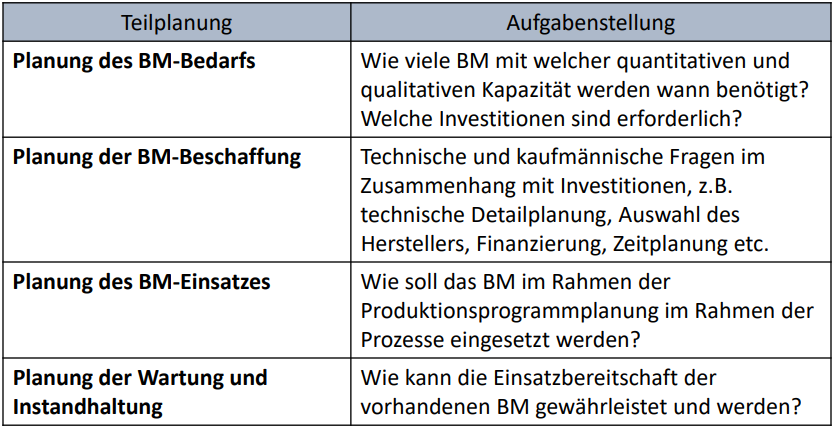 Teilplanung
Aufgabenstellung
Planung des BM-Bedarfs
Wie viele BM mit welcher quantitativen und
qualitativen Kapazität werden wann benötigt?
Welche Investitionen sind erforderlich?
Planung der BM-Beschaffung
Technische und kaufmännische Fragen im
Zusammenhang mit Investitionen, z.B.
technische Detailplanung, Auswahl des
Herstellers, Finanzierung, Zeitplanung etc.
Planung des BM-Einsatzes
Wie soll das BM im Rahmen der
Produktionsprogrammplanung im Rahmen der
Prozesse eingesetzt werden?
Planung der Wartung und
Instandhaltung
Wie kann die Einsatzbereitschaft der
vorhandenen BM gewährleistet und werden?